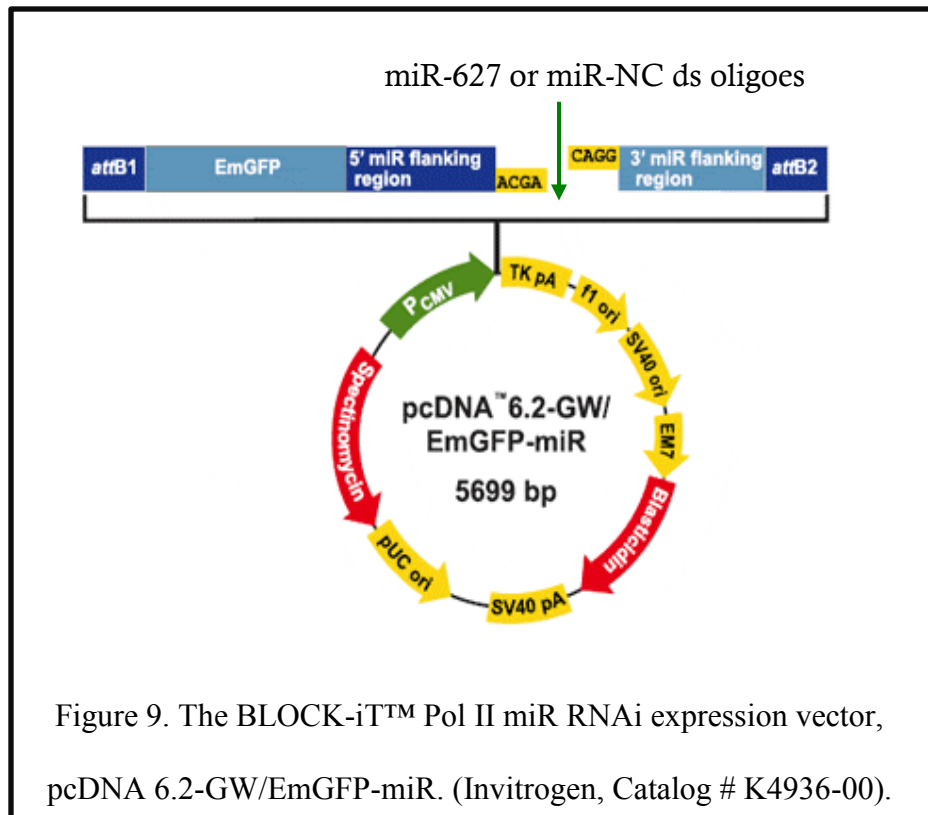 miR-627 or miR-NC ds oligoes
attB1
EmGFP
5' miR flanking
region
ACGA
CAGG
3' miR flanking
region
attB2
PCMV
TK pA
f1 ori
SV40 ori
EM7
Blasticidin
SV40 pA
pUC ori
Spectinomycin
pcDNA™6.2-GW/
EmGFP-miR
5699 bp
Figure 9. The BLOCK-iT™ Pol II miR RNAi expression vector,
pcDNA 6.2-GW/EmGFP-miR. (Invitrogen, Catalog # K4936-00).